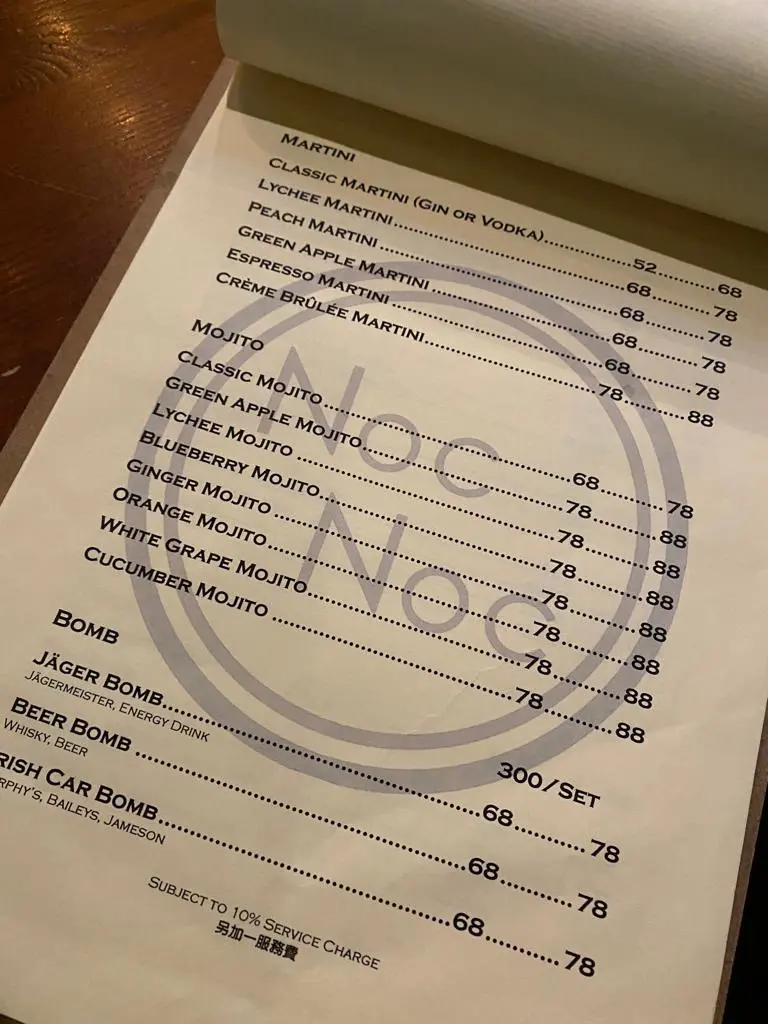 MARTINI
CLASSIC MARTINI (GIN OR VODKA)..........52..........68
LYCHEE MARTINI..........68..........78
PEACH MARTINI..........68..........78
GREEN APPLE MARTINI..........68..........78
ESPRESSO MARTINI..........68..........78
CRÈME BRÛLÉE MARTINI..........78..........88
MOJITO
CLASSIC MOJITO..........68..........78
GREEN APPLE MOJITO..........78..........88
LYCHEE MOJITO..........78..........88
BLUEBERRY MOJITO..........78..........88
GINGER MOJITO..........78..........88
ORANGE MOJITO..........78..........88
WHITE GRAPE MOJITO..........78..........88
CUCUMBER MOJITO..........78..........88
BOMB 300/SET
JÄGER BOMB..........68..........78
JÄGERMEISTER, ENERGY DRINK
BEER BOMB..........68..........78
WHISKY, BEER
RISH CAR BOMB..........68..........78
RPHY'S, BAILEYS, JAMESON
SUBJECT TO 10% SERVICE CHARGE
另加一服務費
NOC
NOC